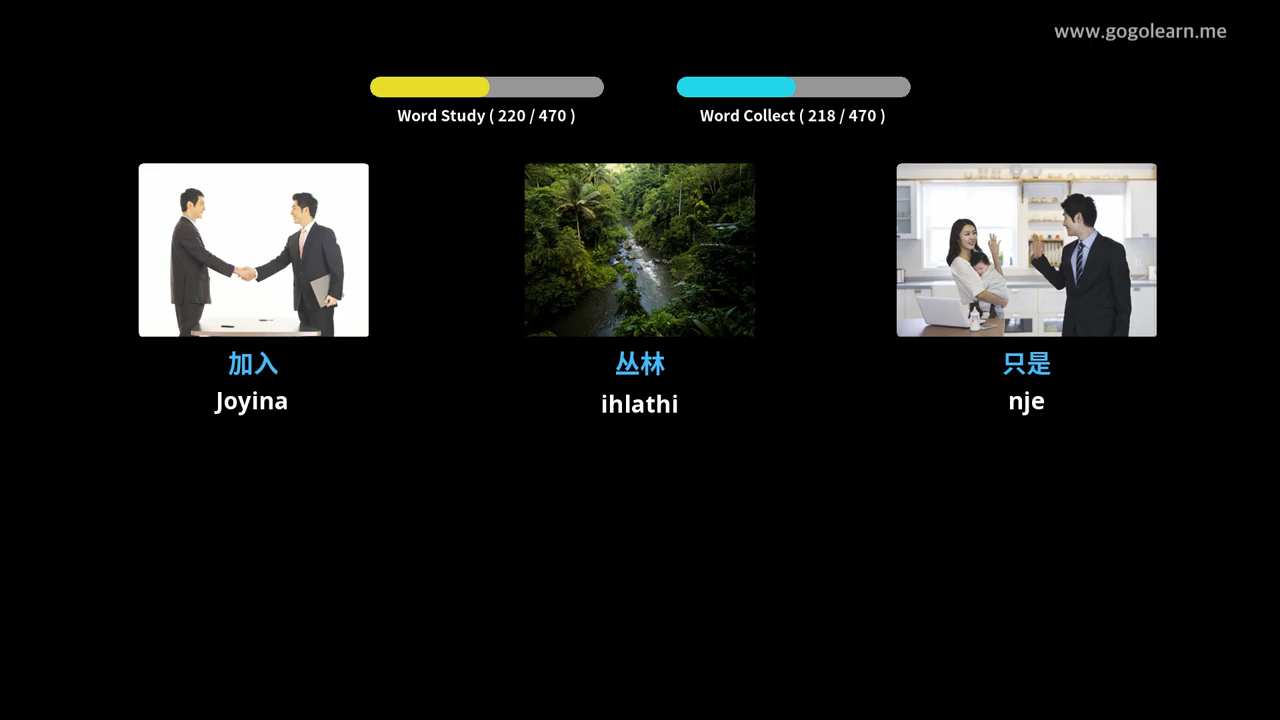 www.gogolearn.me
Word Study ( 220 / 470 )
Word Collect ( 218 / 470 )
加入
丛林
只是
Joyina
ihlathi
nje